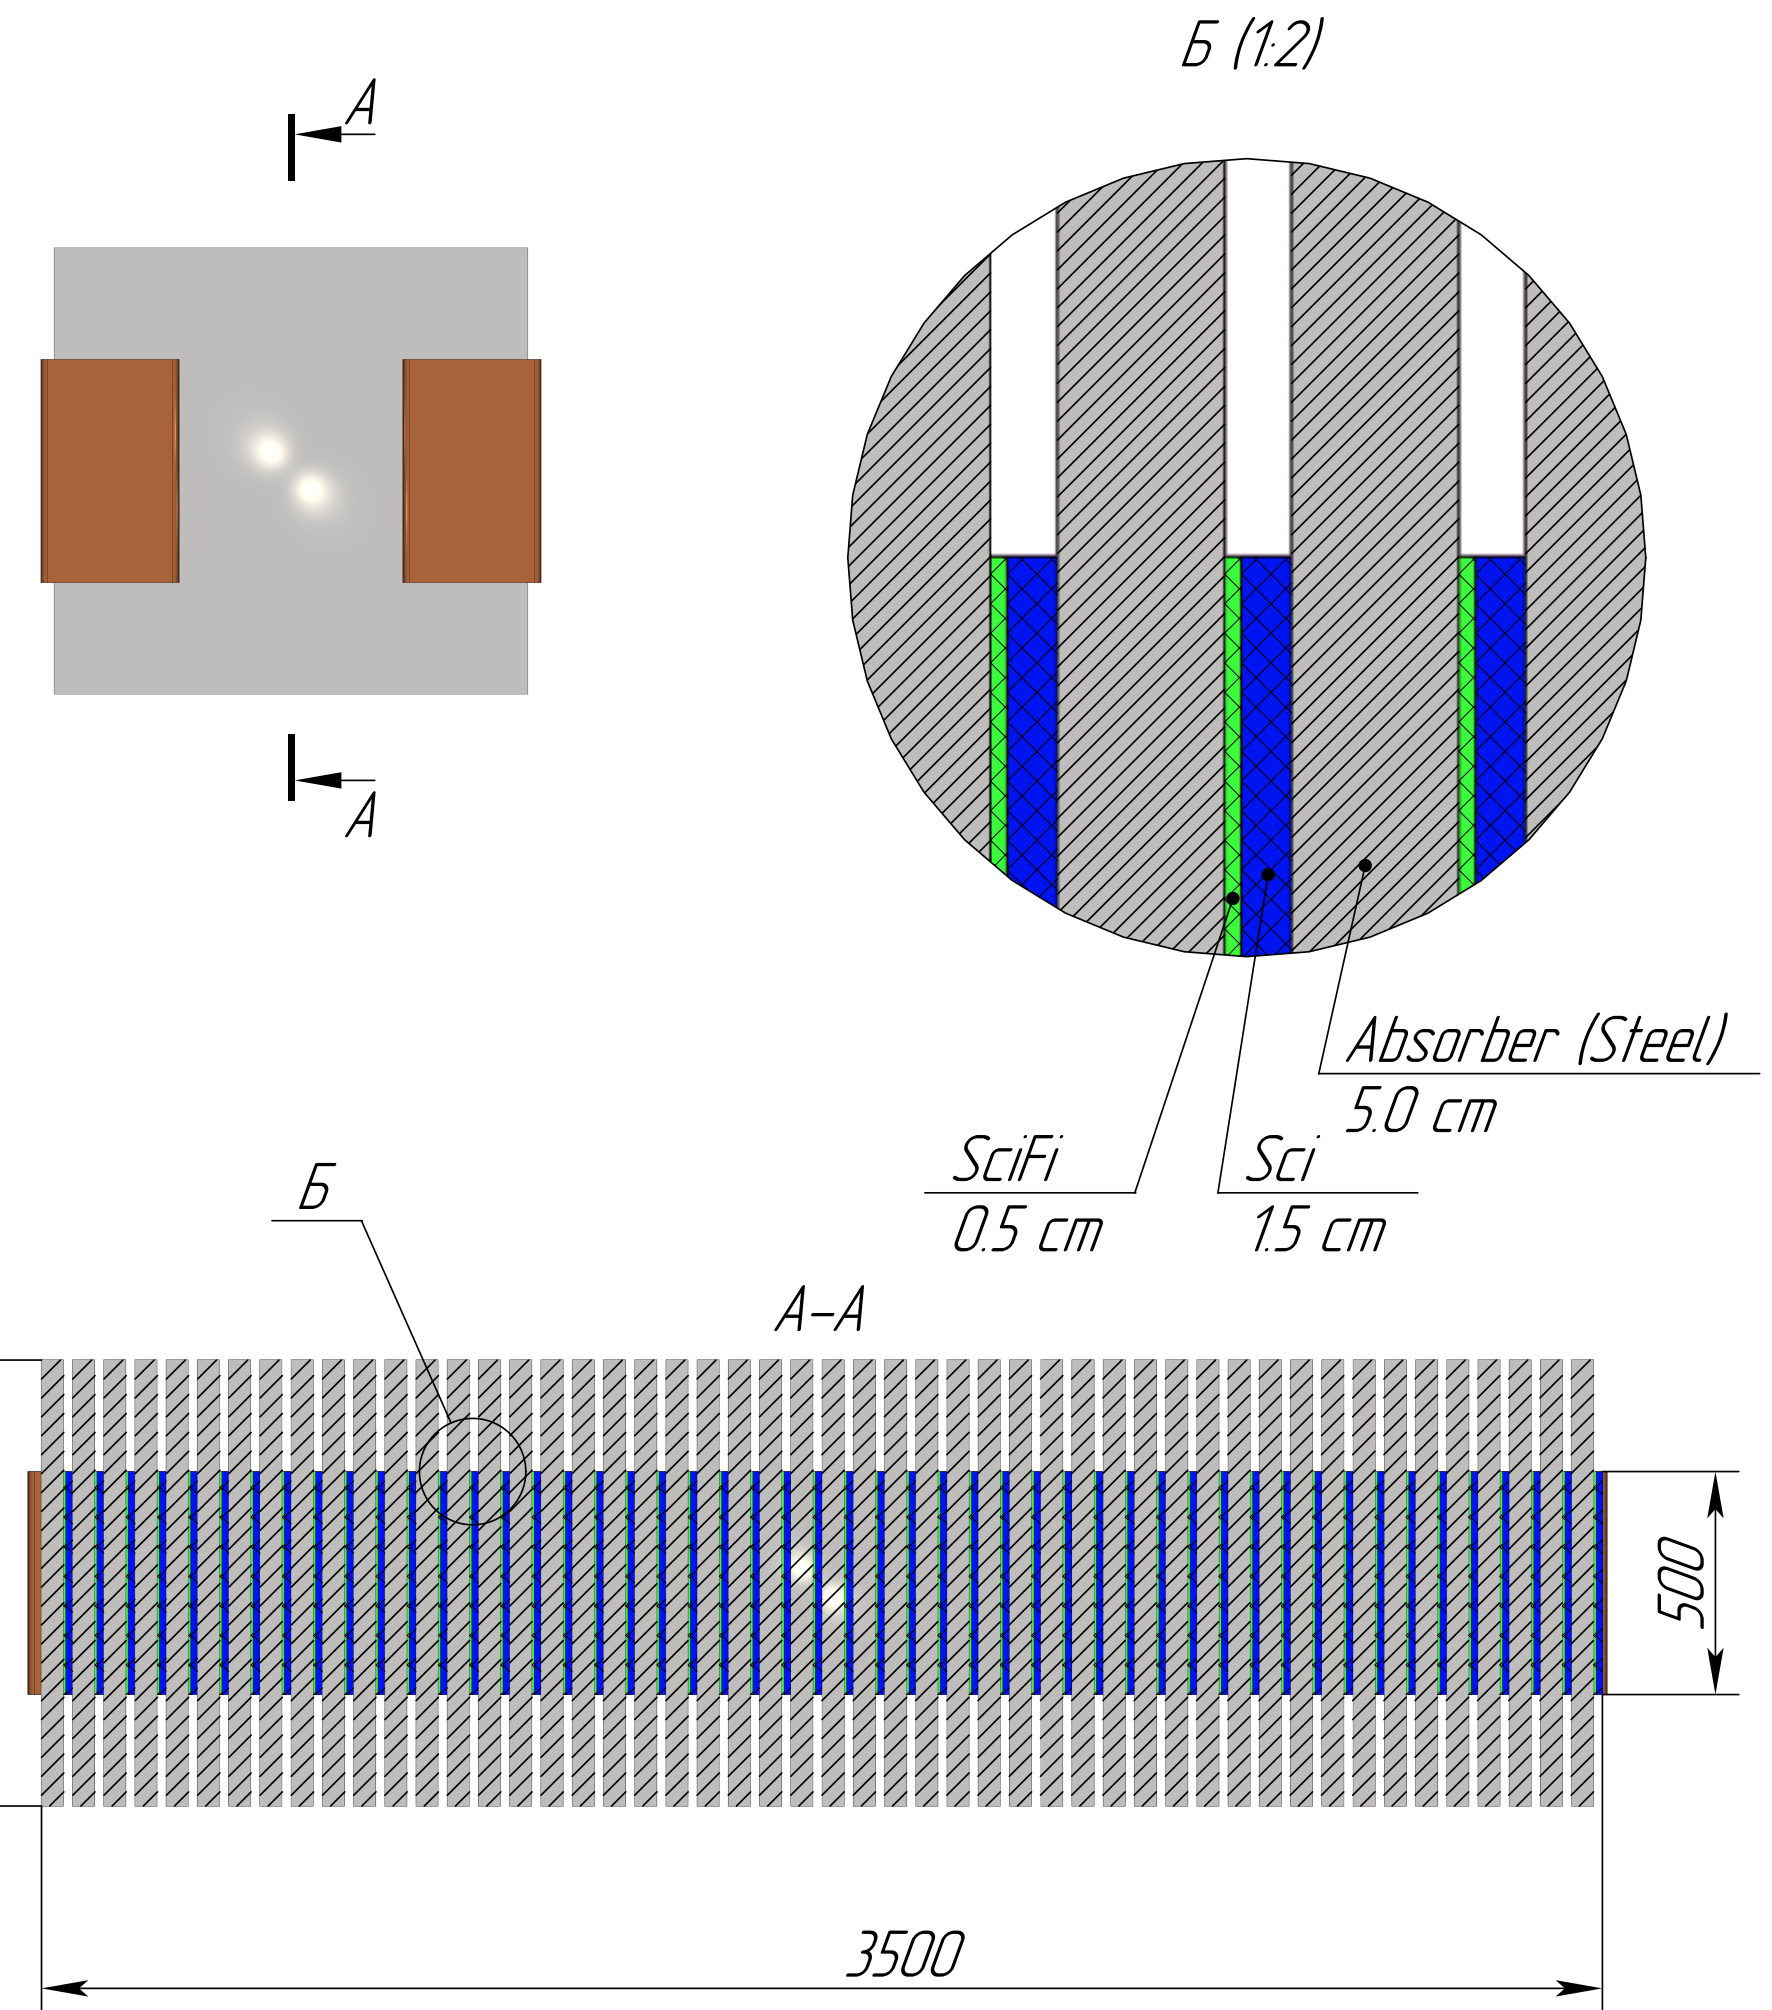 Б (1:2)
А
А
Absorber (Steel)
5.0 cm
SciFi
0.5 cm
Sci
1.5 cm
Б
А-А
500
3500